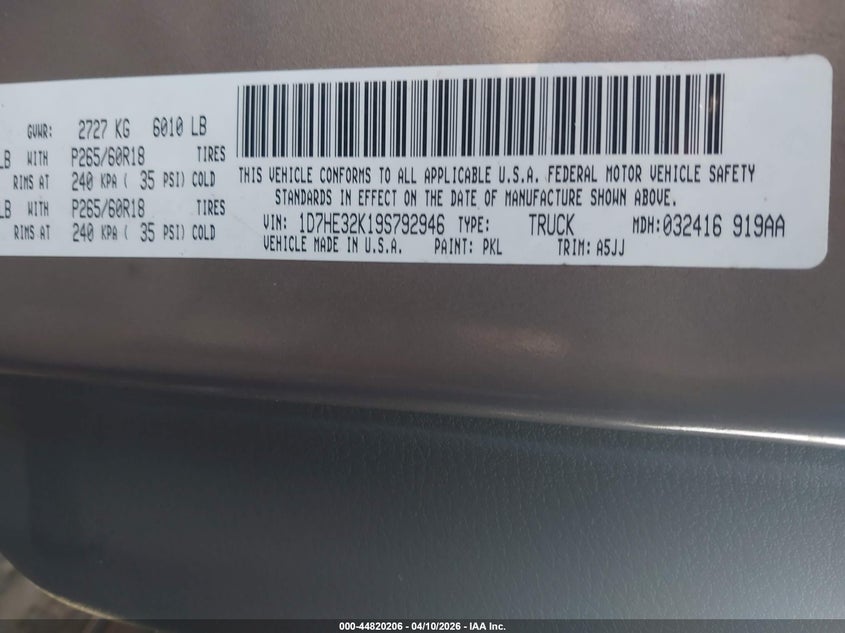 GVWR: 2727 KG 6010 LB
LB WITH P265/60R18 TIRES
RIMS AT 240 KPA ( 35 PSI) COLD
LB WITH P265/60R18 TIRES
RIMS AT 240 KPA ( 35 PSI) COLD
THIS VEHICLE CONFORMS TO ALL APPLICABLE U.S.A. FEDERAL MOTOR VEHICLE SAFETY
STANDARDS IN EFFECT ON THE DATE OF MANUFACTURE SHOWN ABOVE.
VIN: 1D7HE32K19S792946 TYPE: TRUCK MDH:032416 919AA
VEHICLE MADE IN U.S.A. PAINT: PKL TRIM: A5JJ
000-44820206 - 04/10/2026 - IAA Inc.